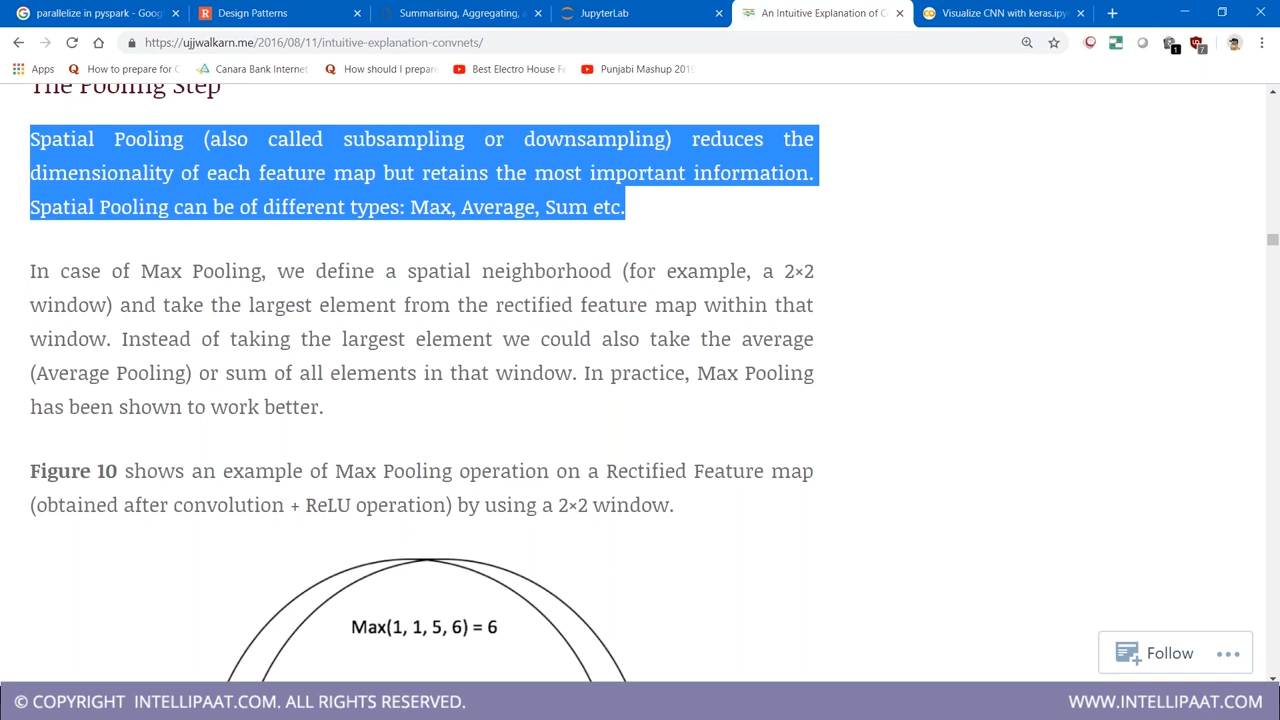 parallelize in pyspark - Goog
Design Patterns
Summarising, Aggregating, a
JupyterLab
An Intuitive Explanation of C
Visualize CNN with keras.ipyn
https://ujjwalkarn.me/2016/08/11/intuitive-explanation-convnets/
1
7
Apps
How to prepare for C
Canara Bank Internet
How should I prepare
Best Electro House Fe
Punjabi Mashup 2019
The Pooling Step
Spatial Pooling (also called subsampling or downsampling) reduces the
dimensionality of each feature map but retains the most important information.
Spatial Pooling can be of different types: Max, Average, Sum etc.
In case of Max Pooling, we define a spatial neighborhood (for example, a 2×2
window) and take the largest element from the rectified feature map within that
window. Instead of taking the largest element we could also take the average
(Average Pooling) or sum of all elements in that window. In practice, Max Pooling
has been shown to work better.
Figure 10 shows an example of Max Pooling operation on a Rectified Feature map
(obtained after convolution + ReLU operation) by using a 2×2 window.
Max(1, 1, 5, 6) = 6
Follow
© COPYRIGHT INTELLIPAAT.COM. ALL RIGHTS RESERVED.
WWW.INTELLIPAAT.COM